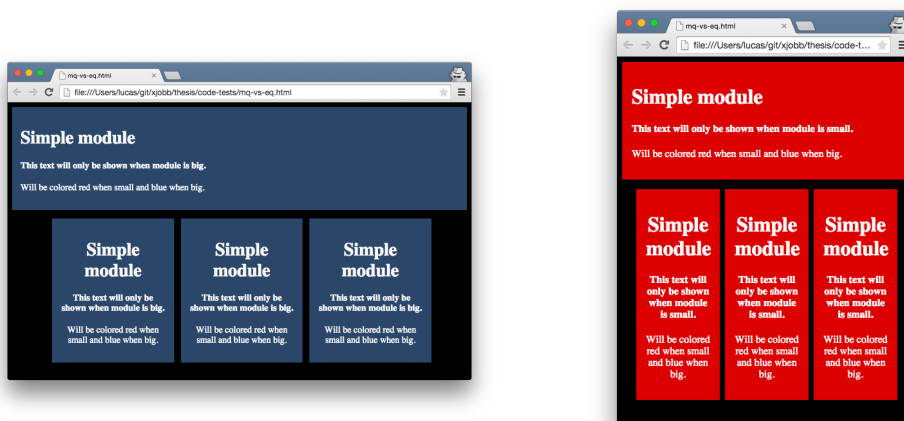 mq-vs-eq.html
file:///Users/lucas/git/xjobb/thesis/code-tests/mq-vs-eq.html
Simple module
This text will only be shown when module is big.
Will be colored red when small and blue when big.
Simple
module
This text will only be
shown when module is big.
Will be colored red when
small and blue when big.
Simple
module
This text will only be
shown when module is big.
Will be colored red when
small and blue when big.
Simple
module
This text will only be
shown when module is big.
Will be colored red when
small and blue when big.
mq-vs-eq.html
file:///Users/lucas/git/xjobb/thesis/code-t...
Simple module
This text will only be shown when module is small.
Will be colored red when small and blue when big.
Simple
module
This text will
only be shown
when module
is small.
Will be colored
red when small
and blue when
big.
Simple
module
This text will
only be shown
when module
is small.
Will be colored
red when small
and blue when
big.
Simple
module
This text will
only be shown
when module
is small.
Will be colored
red when small
and blue when
big.